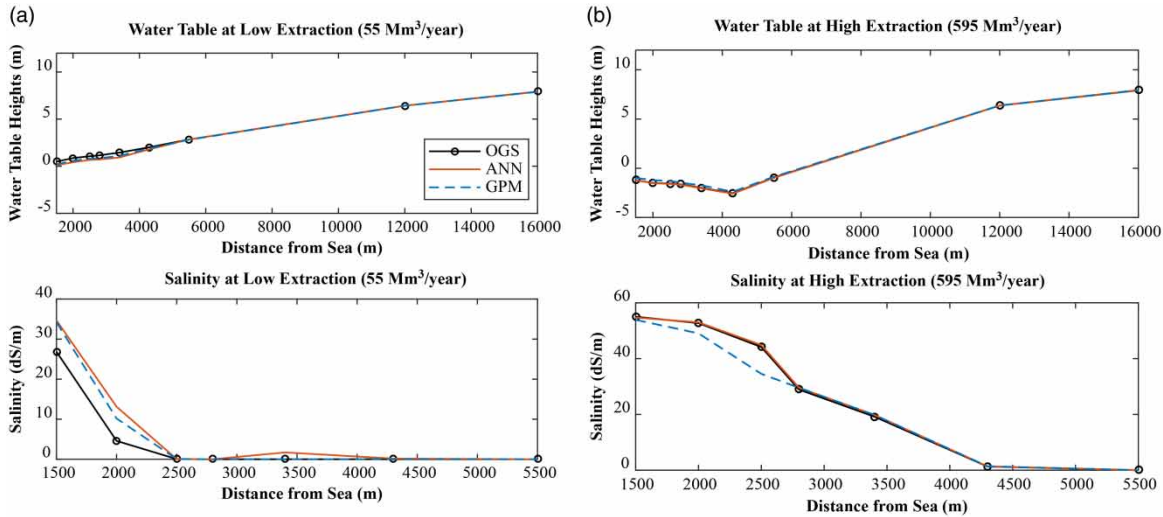 (a)
Water Table at Low Extraction (55 Mm³/year)
Water Table Heights (m)
10
5
0
-5
2000 4000 6000 8000 10000 12000 14000 16000
Distance from Sea (m)
OGS
ANN
GPM
Salinity at Low Extraction (55 Mm³/year)
Salinity (dS/m)
40
30
20
10
0
1500 2000 2500 3000 3500 4000 4500 5000 5500
Distance from Sea (m)
(b)
Water Table at High Extraction (595 Mm³/year)
Water Table Heights (m)
10
5
0
-5
2000 4000 6000 8000 10000 12000 14000 16000
Distance from Sea (m)
Salinity at High Extraction (595 Mm³/year)
Salinity (dS/m)
60
40
20
0
1500 2000 2500 3000 3500 4000 4500 5000 5500
Distance from Sea (m)